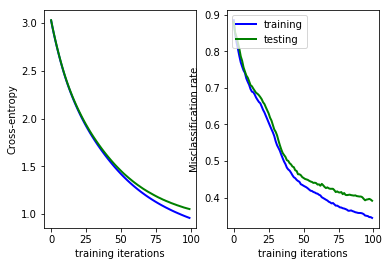 3.0
2.5
2.0
1.5
1.0
Cross-entropy
0 25 50 75 100
training iterations
0.9
0.8
0.7
0.6
0.5
0.4
Misclassification rate
training
testing
0 25 50 75 100
training iterations